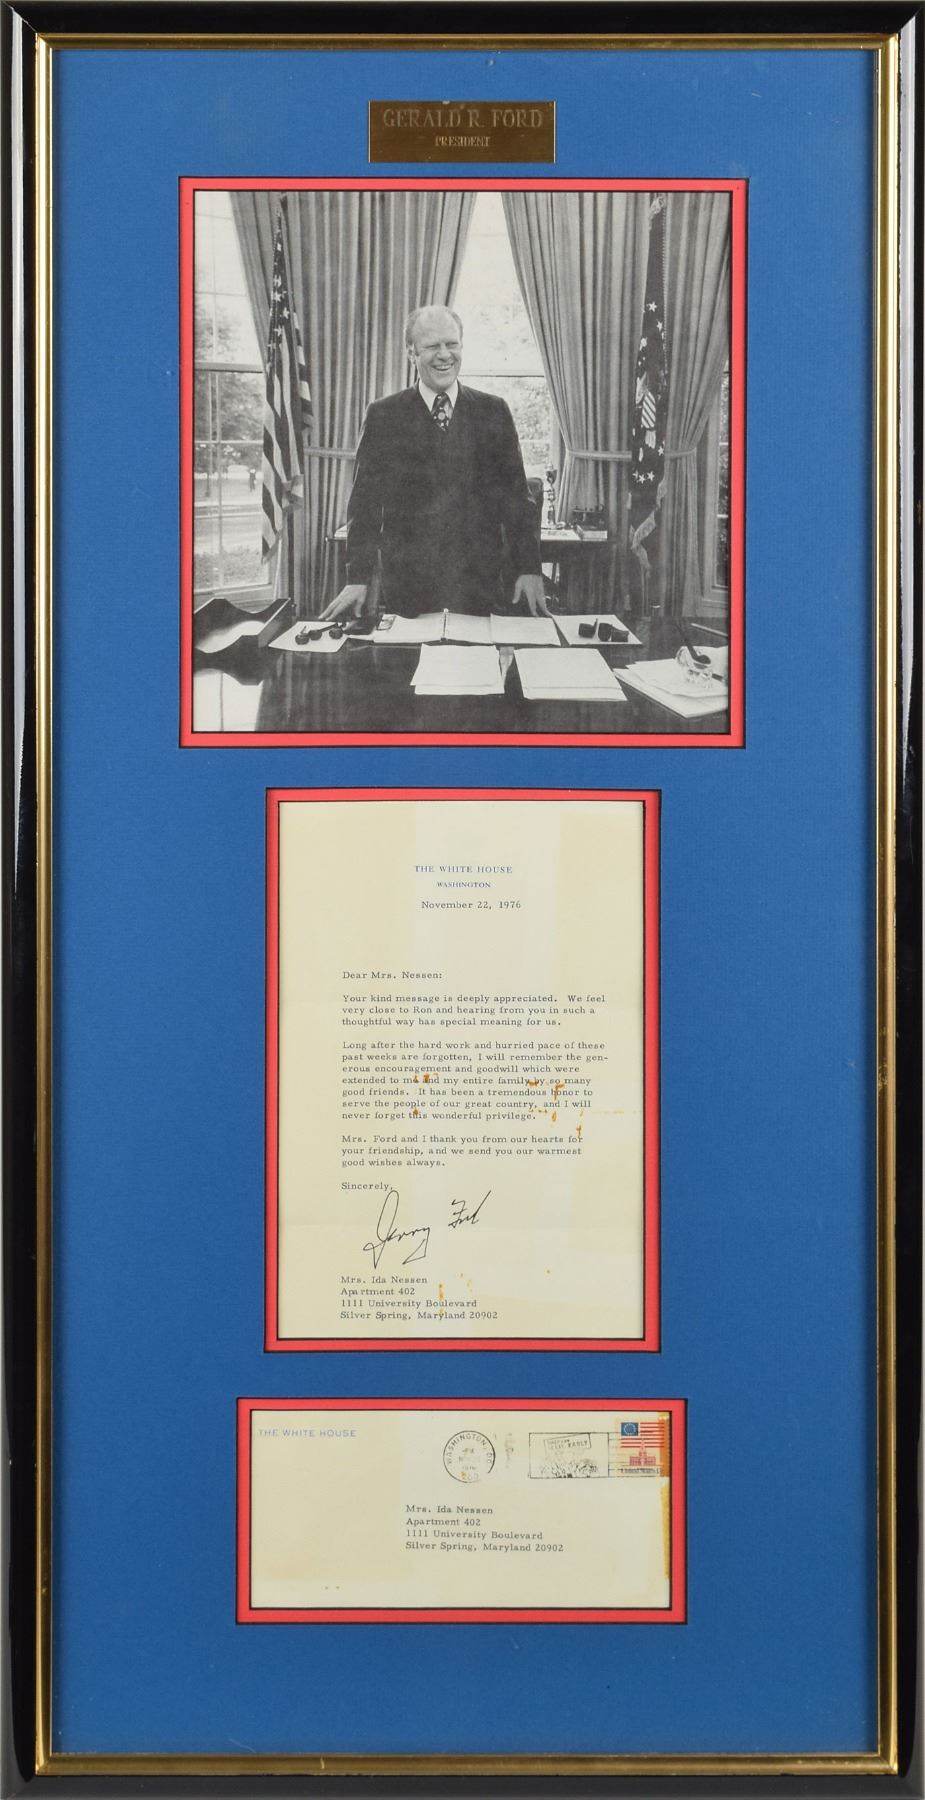 GERALD R. FORD
PRESIDENT
THE WHITE HOUSE
WASHINGTON
November 22, 1976
Dear Mrs. Nessen:
Your kind message is deeply appreciated. We feel
very close to Ron and hearing from you in such a
thoughtful way has special meaning for us.
Long after the hard work and hurried pace of these
past weeks are forgotten, I will remember the gen-
erous encouragement and goodwill which were
extended to me and my entire family by so many
good friends. It has been a tremendous honor to
serve the people of our great country, and I will
never forget this wonderful privilege.
Mrs. Ford and I thank you from our hearts for
your friendship, and we send you our warmest
good wishes always.
Sincerely,
Jerry Ford
Mrs. Ida Nessen
Apartment 402
1111 University Boulevard
Silver Spring, Maryland 20902
THE WHITE HOUSE
WASHINGTON, DC
PM
EARLY
Mrs. Ida Nessen
Apartment 402
1111 University Boulevard
Silver Spring, Maryland 20902